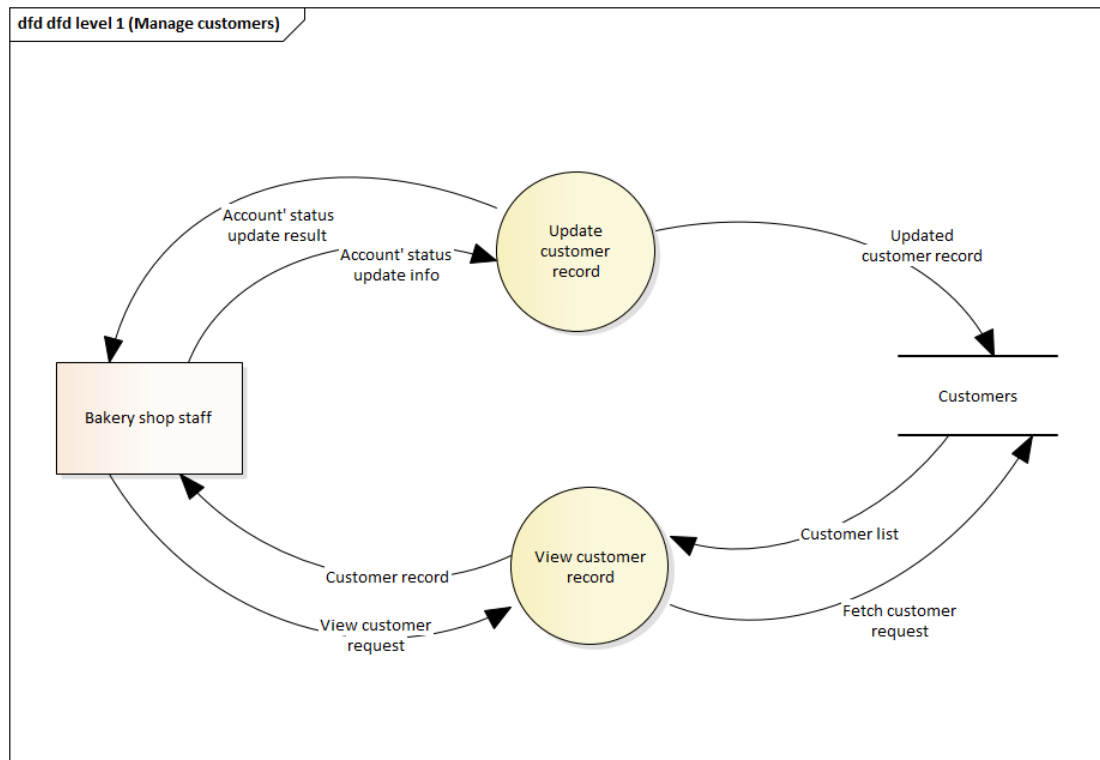 dfd dfd level 1 (Manage customers)
Account' status
update result
Account' status
update info
Update
customer
record
Updated
customer record
Bakery shop staff
Customers
Customer record
View customer
request
View customer
record
Customer list
Fetch customer
request